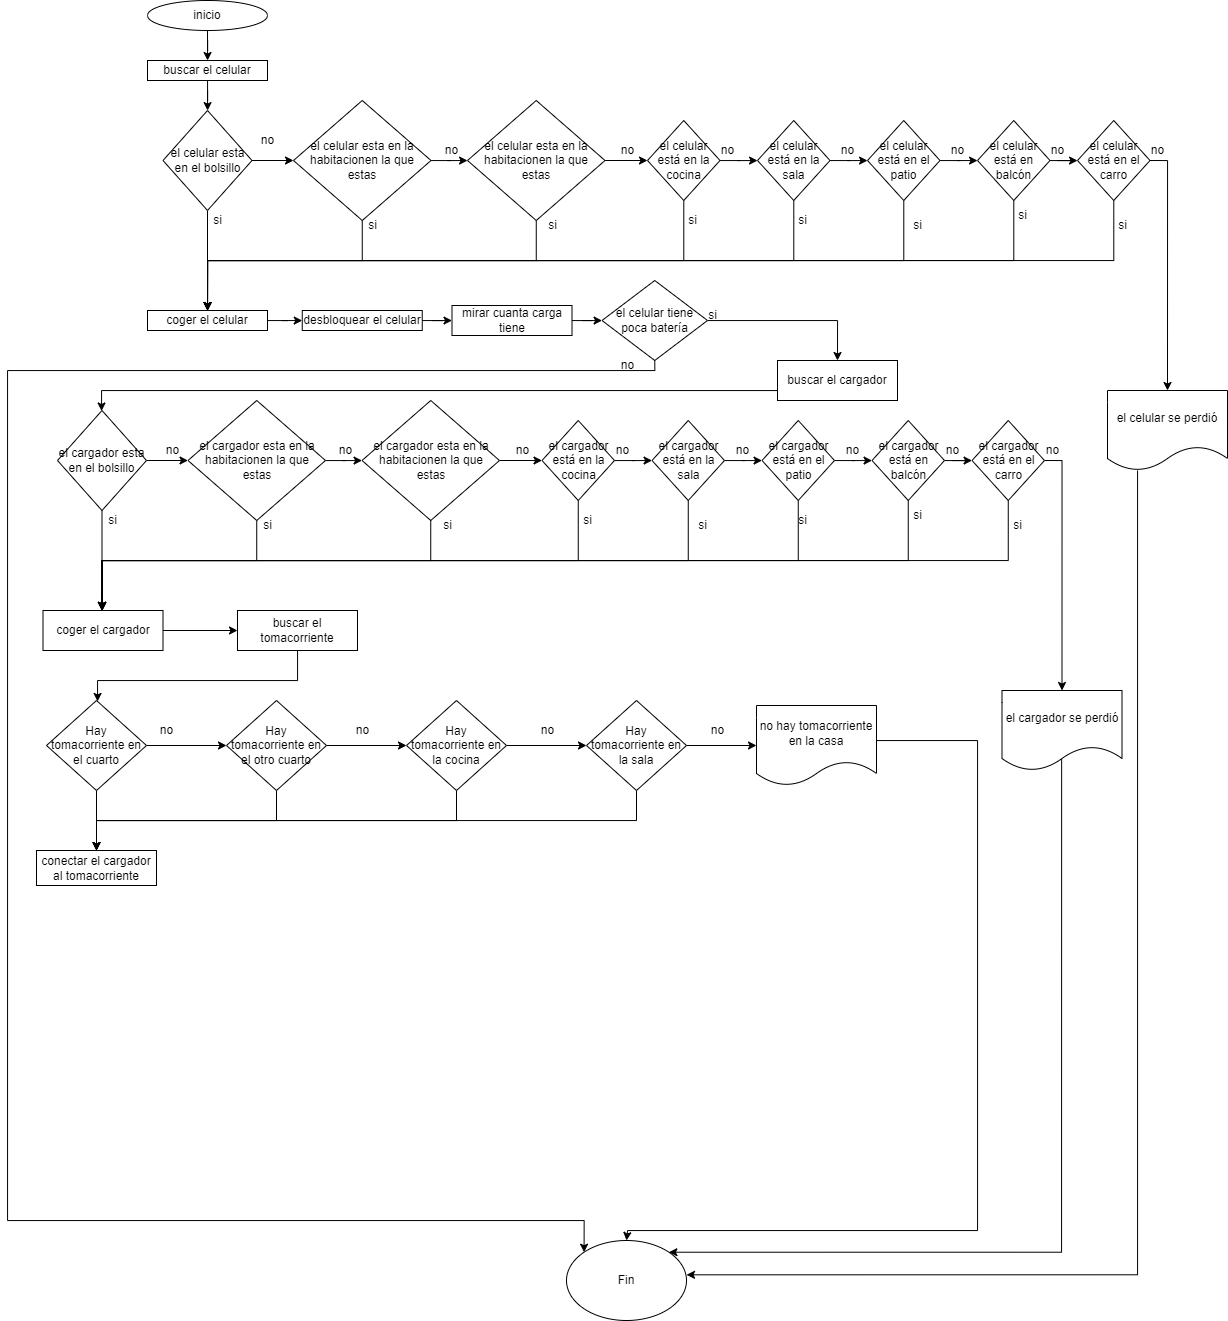 inicio
buscar el celular
el celular esta
en el bolsillo
no
el celular esta en la
habitacionen la que
estas
no
el celular esta en la
habitacionen la que
estas
no
el celular
está en la
cocina
no
el celular
está en la
sala
no
el celular
está en el
patio
no
el celular
está en
balcón
no
el celular
está en el
carro
no
si
si
si
si
si
si
si
si
coger el celular
desbloquear el celular
mirar cuanta carga
tiene
el celular tiene
poca batería
si
no
buscar el cargador
el celular se perdió
el cargador esta
en el bolsillo
no
el cargador esta en la
habitacionen la que
estas
no
el cargador esta en la
habitacionen la que
estas
no
el cargador
está en la
cocina
no
el cargador
está en la
sala
no
el cargador
está en el
patio
no
el cargador
está en
balcón
no
el cargador
está en el
carro
no
si
si
si
si
si
si
si
si
coger el cargador
buscar el
tomacorriente
el cargador se perdió
Hay
tomacorriente en
el cuarto
no
Hay
tomacorriente en
el otro cuarto
no
Hay
tomacorriente en
la cocina
no
Hay
tomacorriente en
la sala
no
no hay tomacorriente
en la casa
conectar el cargador
al tomacorriente
Fin